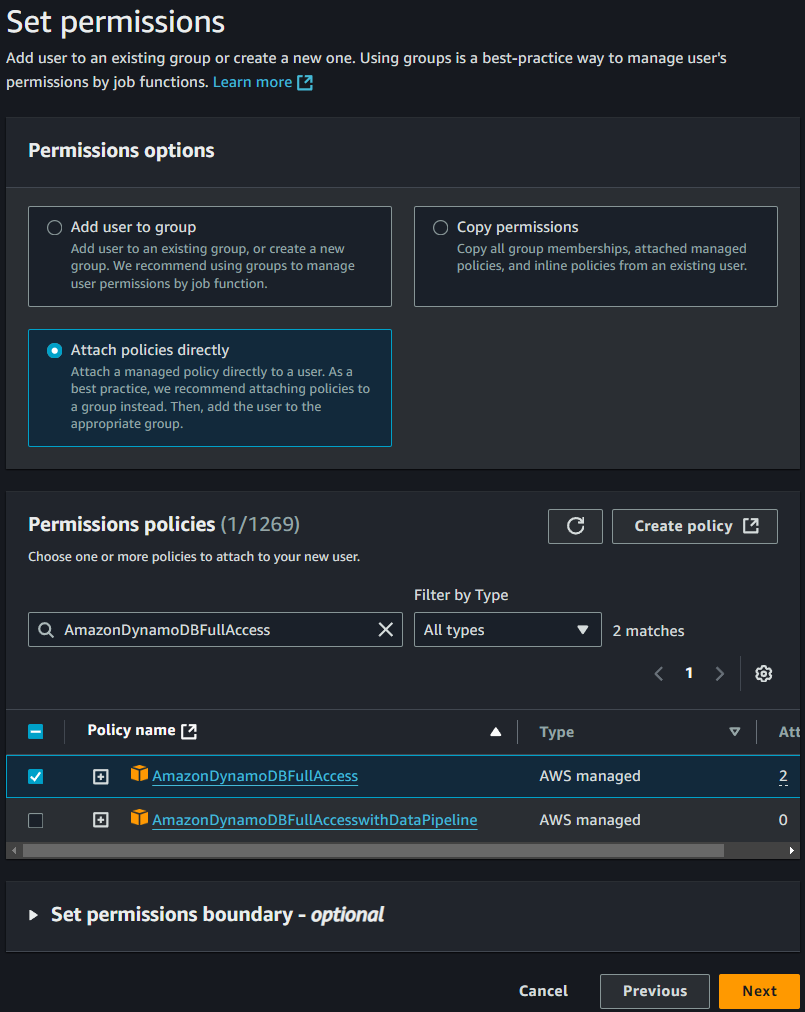 Set permissions
Add user to an existing group or create a new one. Using groups is a best-practice way to manage user's
permissions by job functions. Learn more
Permissions options
Add user to group
Add user to an existing group, or create a new
group. We recommend using groups to manage
user permissions by job function.
Copy permissions
Copy all group memberships, attached managed
policies, and inline policies from an existing user.
Attach policies directly
Attach a managed policy directly to a user. As a
best practice, we recommend attaching policies to
a group instead. Then, add the user to the
appropriate group.
Permissions policies (1/1269)
Create policy
Choose one or more policies to attach to your new user.
Filter by Type
AmazonDynamoDBFullAccess
All types
2 matches
1
Policy name
Type
Att
AmazonDynamoDBFullAccess
AWS managed
2
AmazonDynamoDBFullAccesswithDataPipeline
AWS managed
0
Set permissions boundary - optional
Cancel
Previous
Next